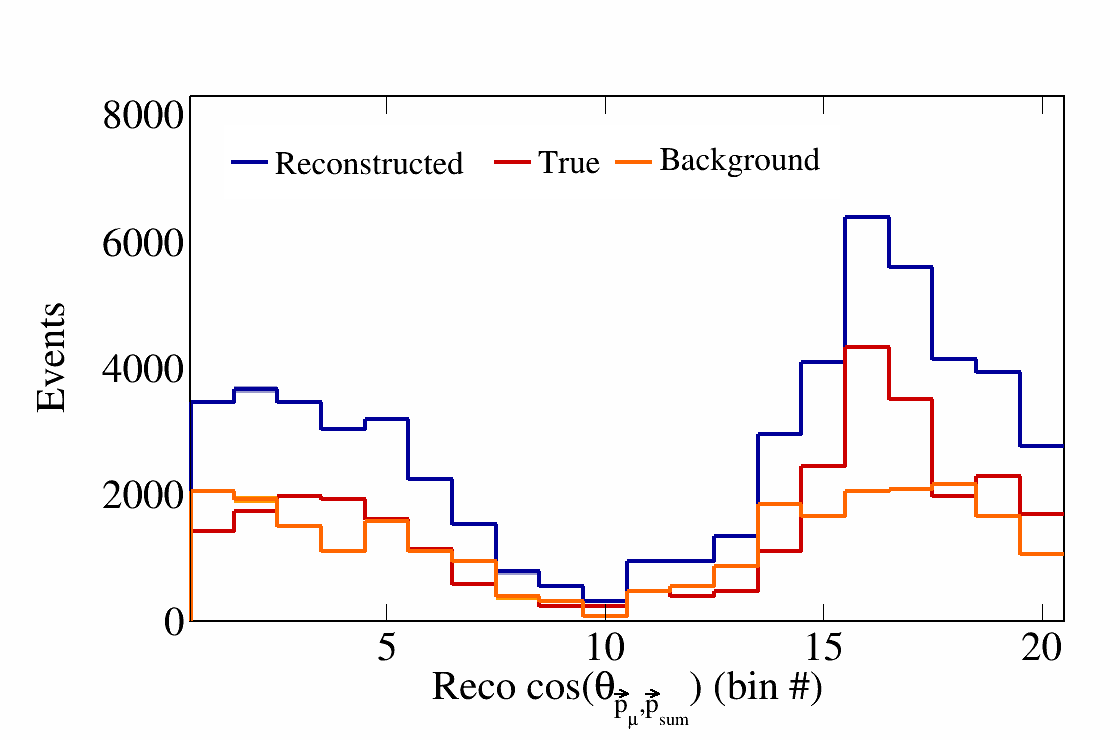 8000
Reconstructed True Background
6000
4000
2000
0
Events
5 10 15 20
Reco cos(θp⃗μ,p⃗sum) (bin #)